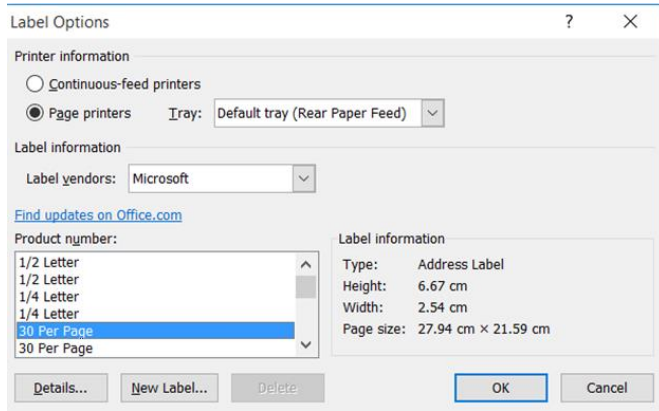 Label Options ? ×
Printer information
Continuous-feed printers
Page printers Tray: Default tray (Rear Paper Feed)
Label information
Label vendors: Microsoft
Find updates on Office.com
Product number:
1/2 Letter
1/2 Letter
1/4 Letter
1/4 Letter
30 Per Page
30 Per Page
Label information
Type: Address Label
Height: 6.67 cm
Width: 2.54 cm
Page size: 27.94 cm × 21.59 cm
Details... New Label... Delete OK Cancel